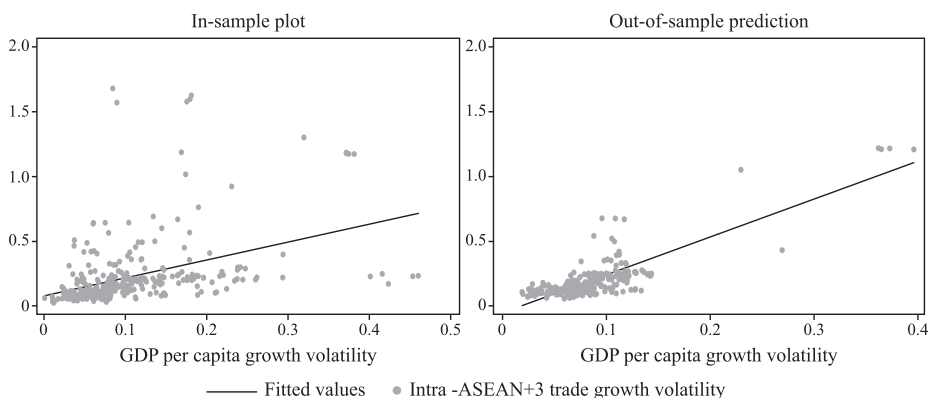 In-sample plot
2.0
1.5
1.0
0.5
0
0 0.1 0.2 0.3 0.4 0.5
GDP per capita growth volatility
Out-of-sample prediction
2.0
1.5
1.0
0.5
0
0 0.1 0.2 0.3 0.4
GDP per capita growth volatility
Fitted values Intra -ASEAN+3 trade growth volatility